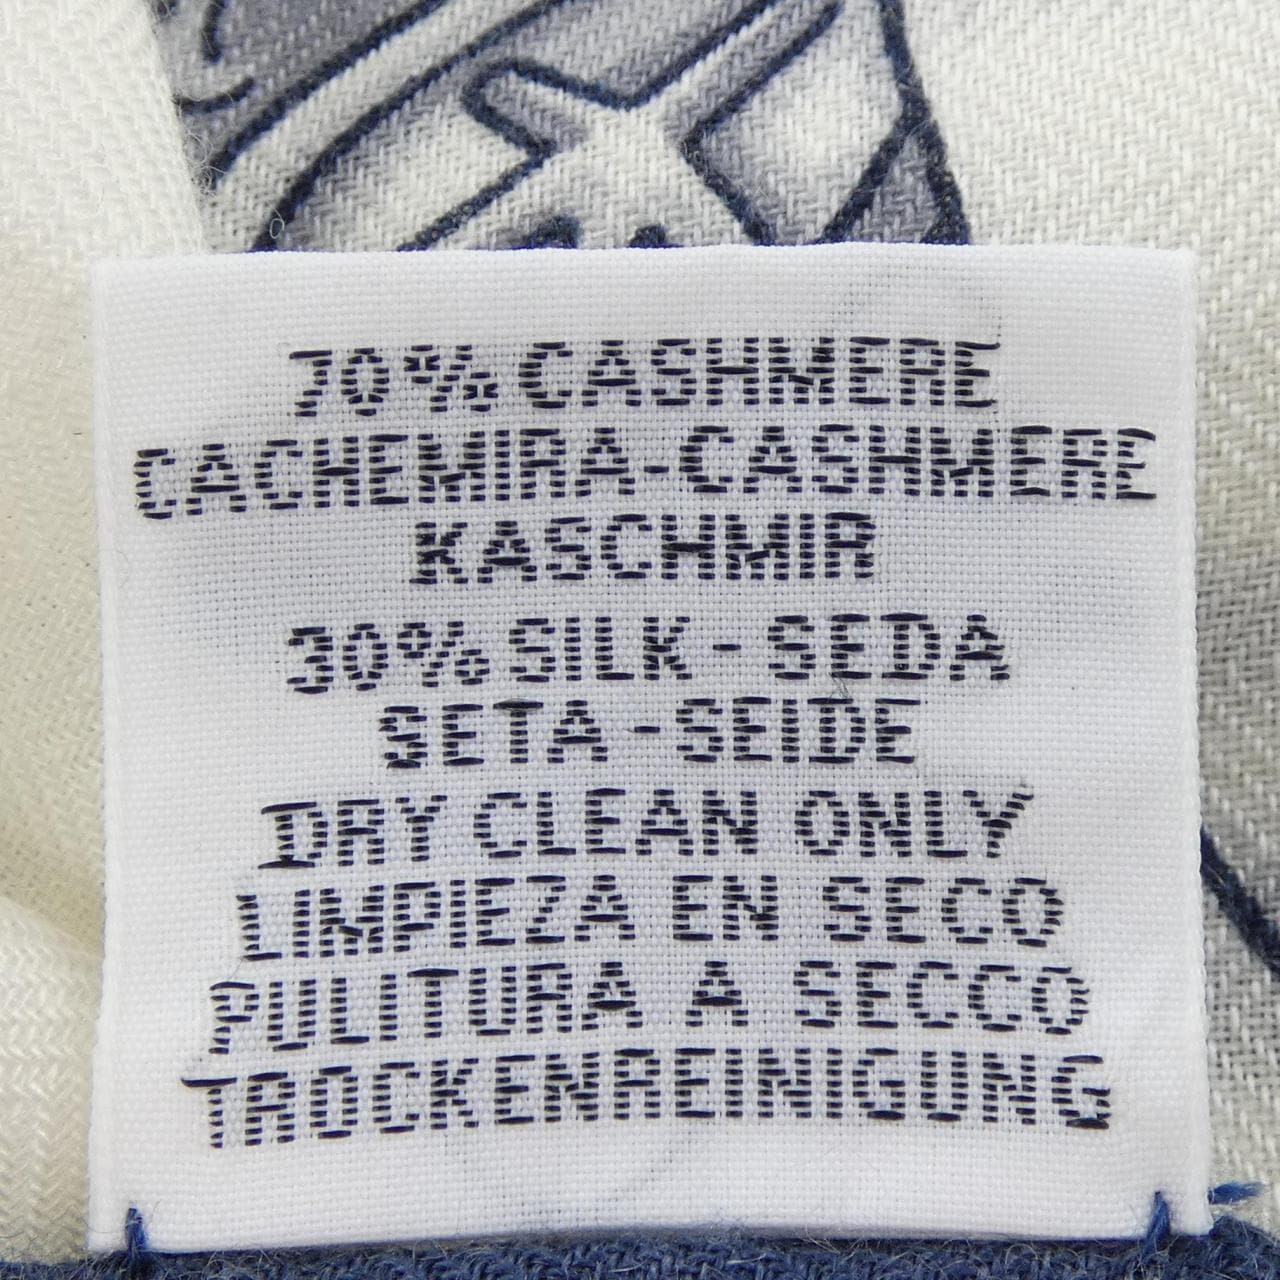 70% CASHMERE
CACHEMIRA-CASHMERE
KASCHMIR
30% SILK - SEDA
SETA - SEIDE
DRY CLEAN ONLY
LIMPIEZA EN SECO
PULITURA A SECCO
TROCKENREINIGUNG